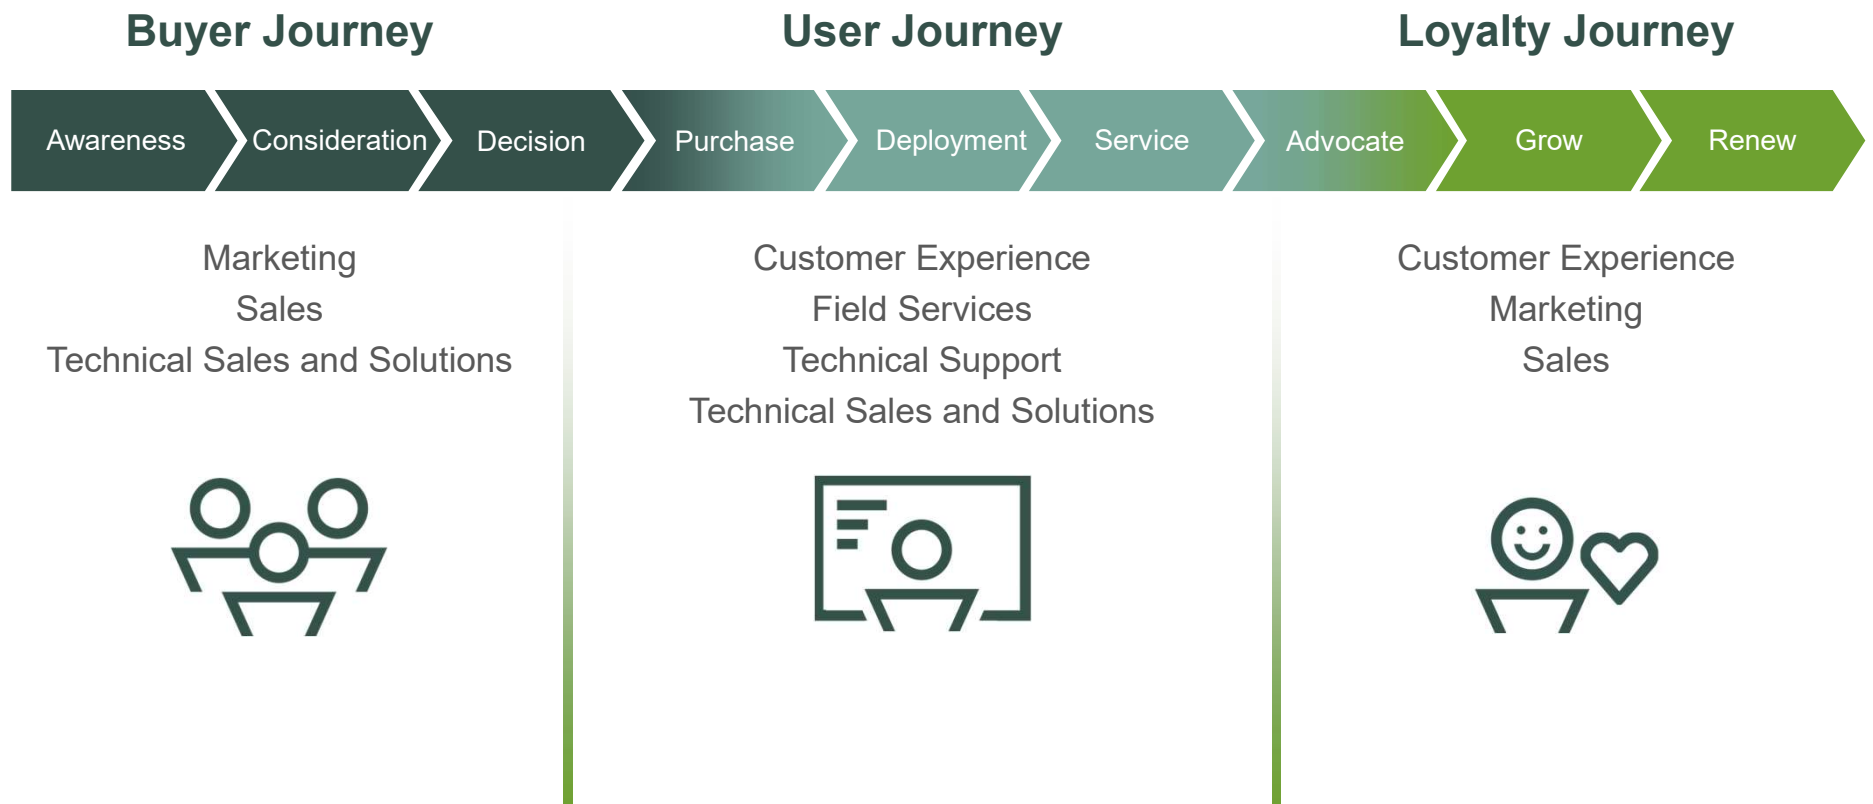 Buyer Journey
User Journey
Loyalty Journey
Awareness
Consideration
Decision
Purchase
Deployment
Service
Advocate
Grow
Renew
Marketing
Sales
Technical Sales and Solutions
Customer Experience
Field Services
Technical Support
Technical Sales and Solutions
Customer Experience
Marketing
Sales